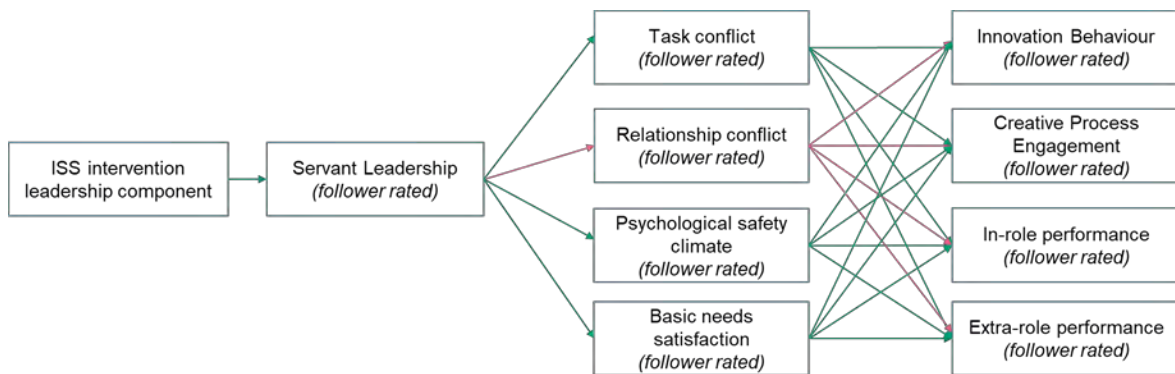 ISS intervention
leadership component
Servant Leadership
(follower rated)
Task conflict
(follower rated)
Relationship conflict
(follower rated)
Psychological safety
climate
(follower rated)
Basic needs
satisfaction
(follower rated)
Innovation Behaviour
(follower rated)
Creative Process
Engagement
(follower rated)
In-role performance
(follower rated)
Extra-role performance
(follower rated)